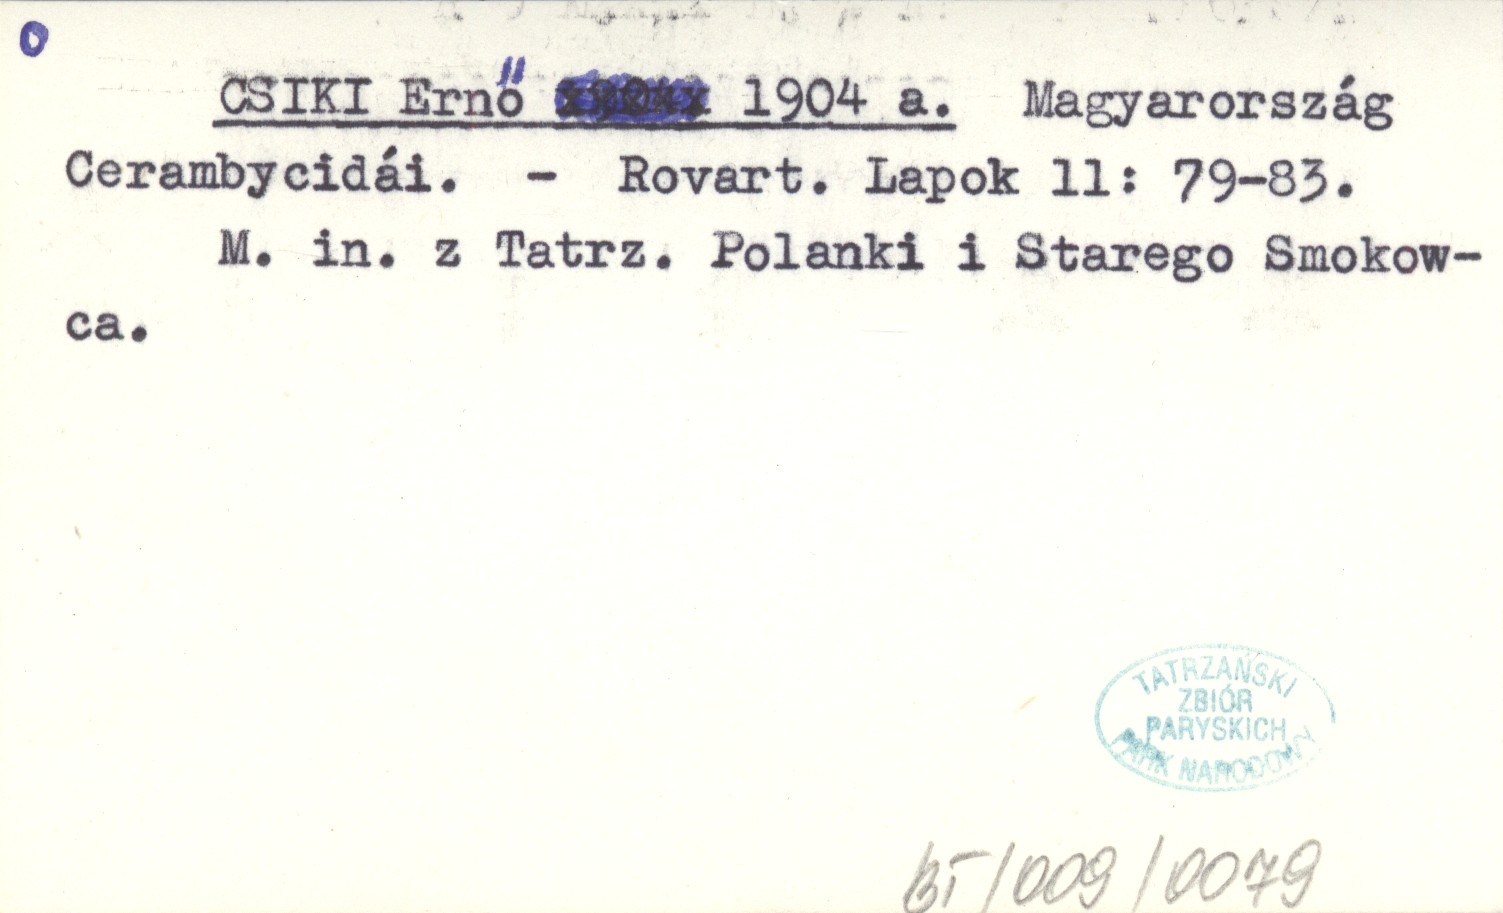 o
CSIKI Ernő 1904 a. Magyarország
Cerambycidái. - Rovart. Lapok 11: 79-83.
M. in. z Tatrz. Polanki i Starego Smokow-
ca.
TATRZAŃSKI
ZBIÓR
PARYSKICH
PARK NARODOWY
BT/009/0079